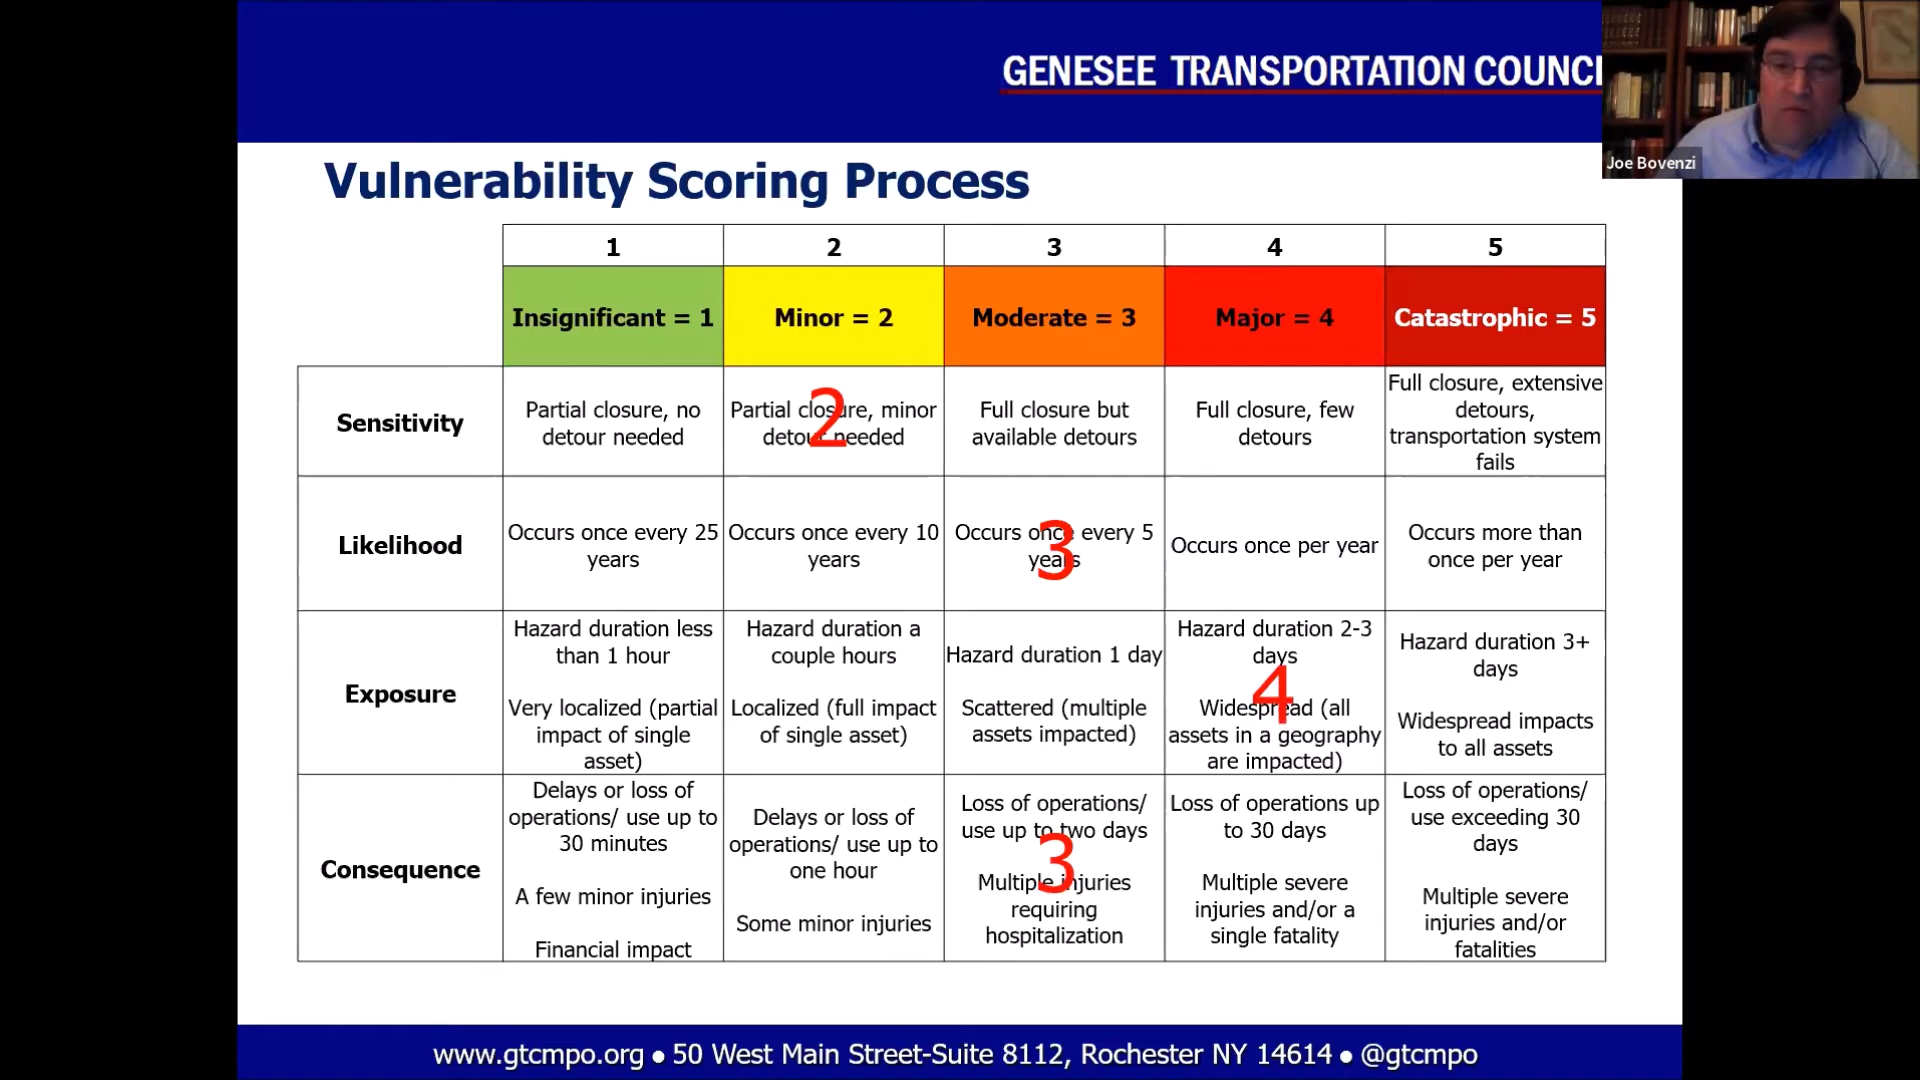 GENESEE TRANSPORTATION COUNCI
Joe Bovenzi
Vulnerability Scoring Process
1
2
3
4
5
Insignificant = 1
Minor = 2
Moderate = 3
Major = 4
Catastrophic = 5
Sensitivity
Partial closure, no
detour needed
Partial closure, minor
detour needed
2
Full closure but
available detours
Full closure, few
detours
Full closure, extensive
detours,
transportation system
fails
Likelihood
Occurs once every 25
years
Occurs once every 10
years
Occurs once every 5
years
3
Occurs once per year
Occurs more than
once per year
Exposure
Hazard duration less
than 1 hour
Very localized (partial
impact of single
asset)
Hazard duration a
couple hours
Localized (full impact
of single asset)
Hazard duration 1 day
Scattered (multiple
assets impacted)
Hazard duration 2-3
days
4
Widespread (all
assets in a geography
are impacted)
Hazard duration 3+
days
Widespread impacts
to all assets
Consequence
Delays or loss of
operations/ use up to
30 minutes
A few minor injuries
Financial impact
Delays or loss of
operations/ use up to
one hour
Some minor injuries
Loss of operations/
use up to two days
3
Multiple injuries
requiring
hospitalization
Loss of operations up
to 30 days
Multiple severe
injuries and/or a
single fatality
Loss of operations/
use exceeding 30
days
Multiple severe
injuries and/or
fatalities
www.gtcmpo.org ● 50 West Main Street-Suite 8112, Rochester NY 14614 ● @gtcmpo